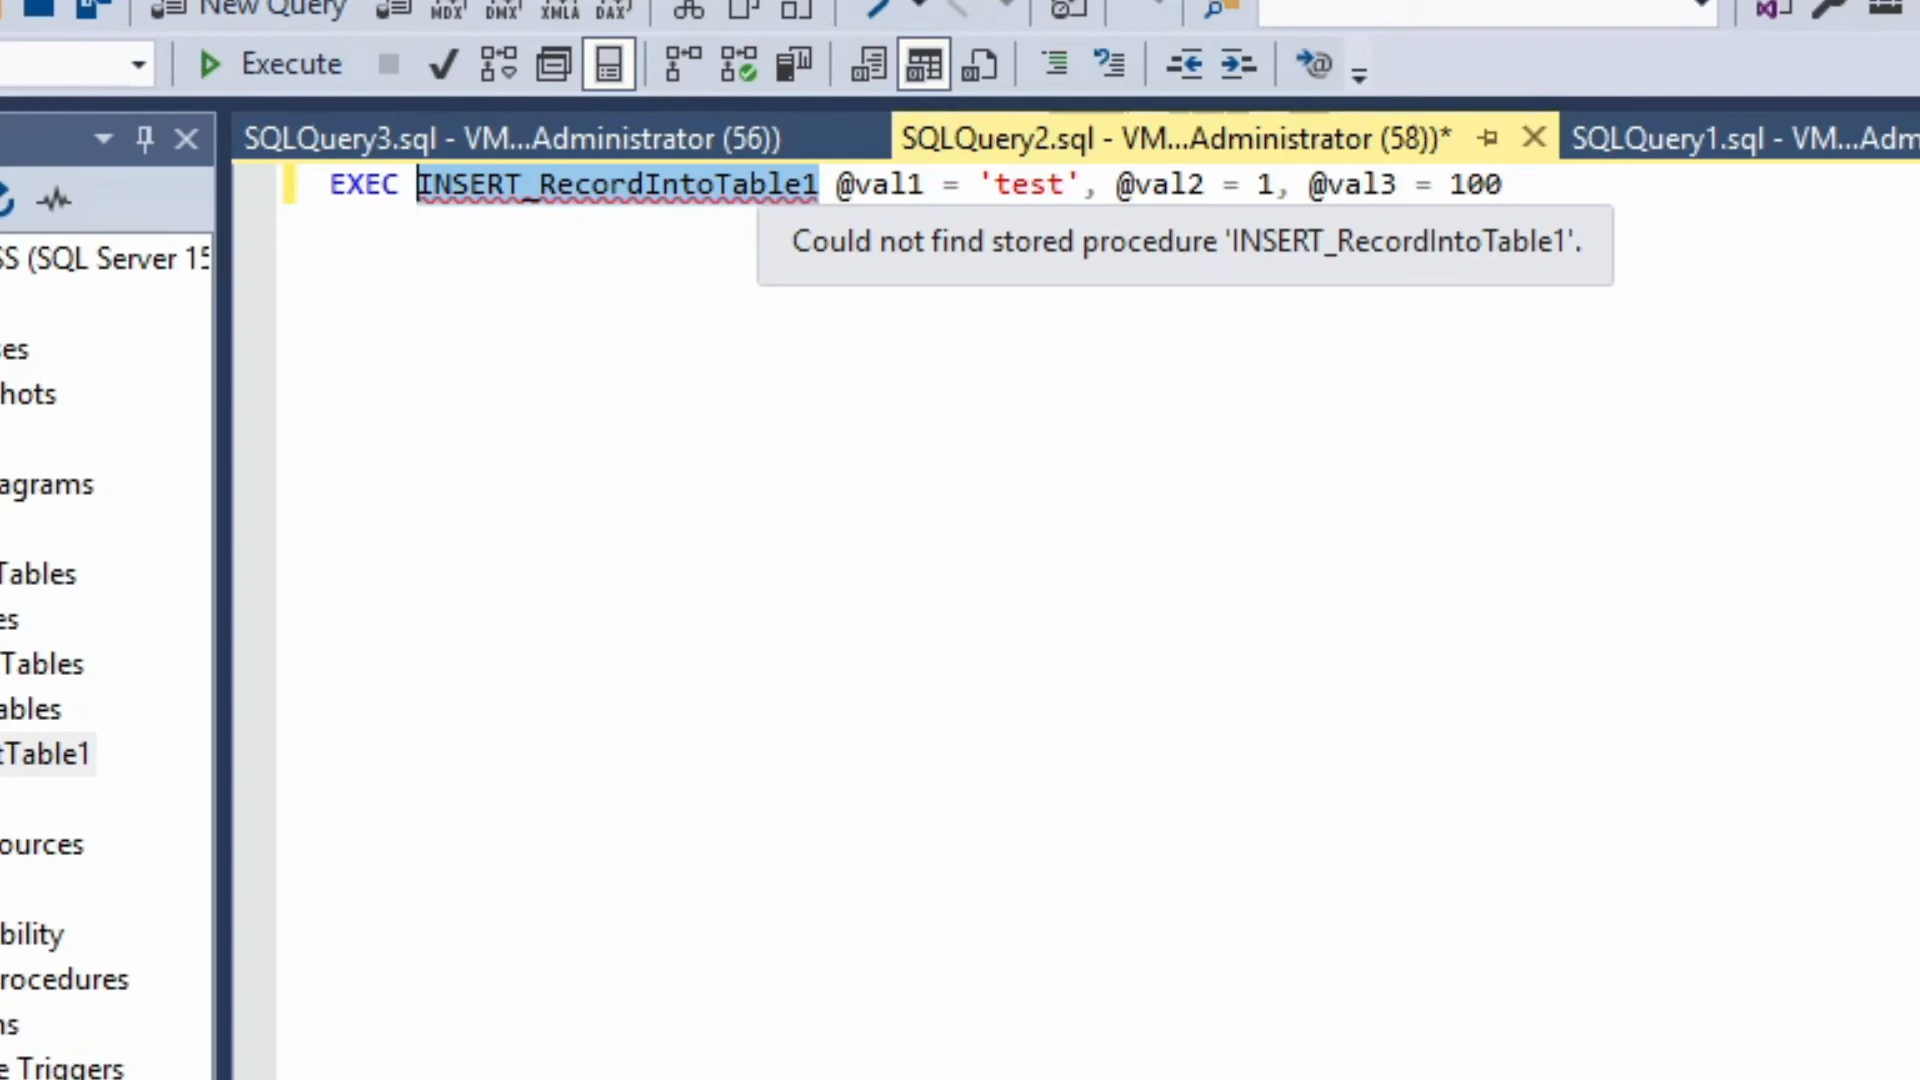 New Query
MDX DMX XMLA DAX
Execute
SQLQuery3.sql - VM...Administrator (56))
SQLQuery2.sql - VM...Administrator (58))*
SQLQuery1.sql - VM...Adm
EXEC INSERT_RecordIntoTable1 @val1 = 'test', @val2 = 1, @val3 = 100
Could not find stored procedure 'INSERT_RecordIntoTable1'.
SS (SQL Server 15
es
hots
agrams
Tables
es
Tables
ables
tTable1
ources
bility
rocedures
ns
e Triggers